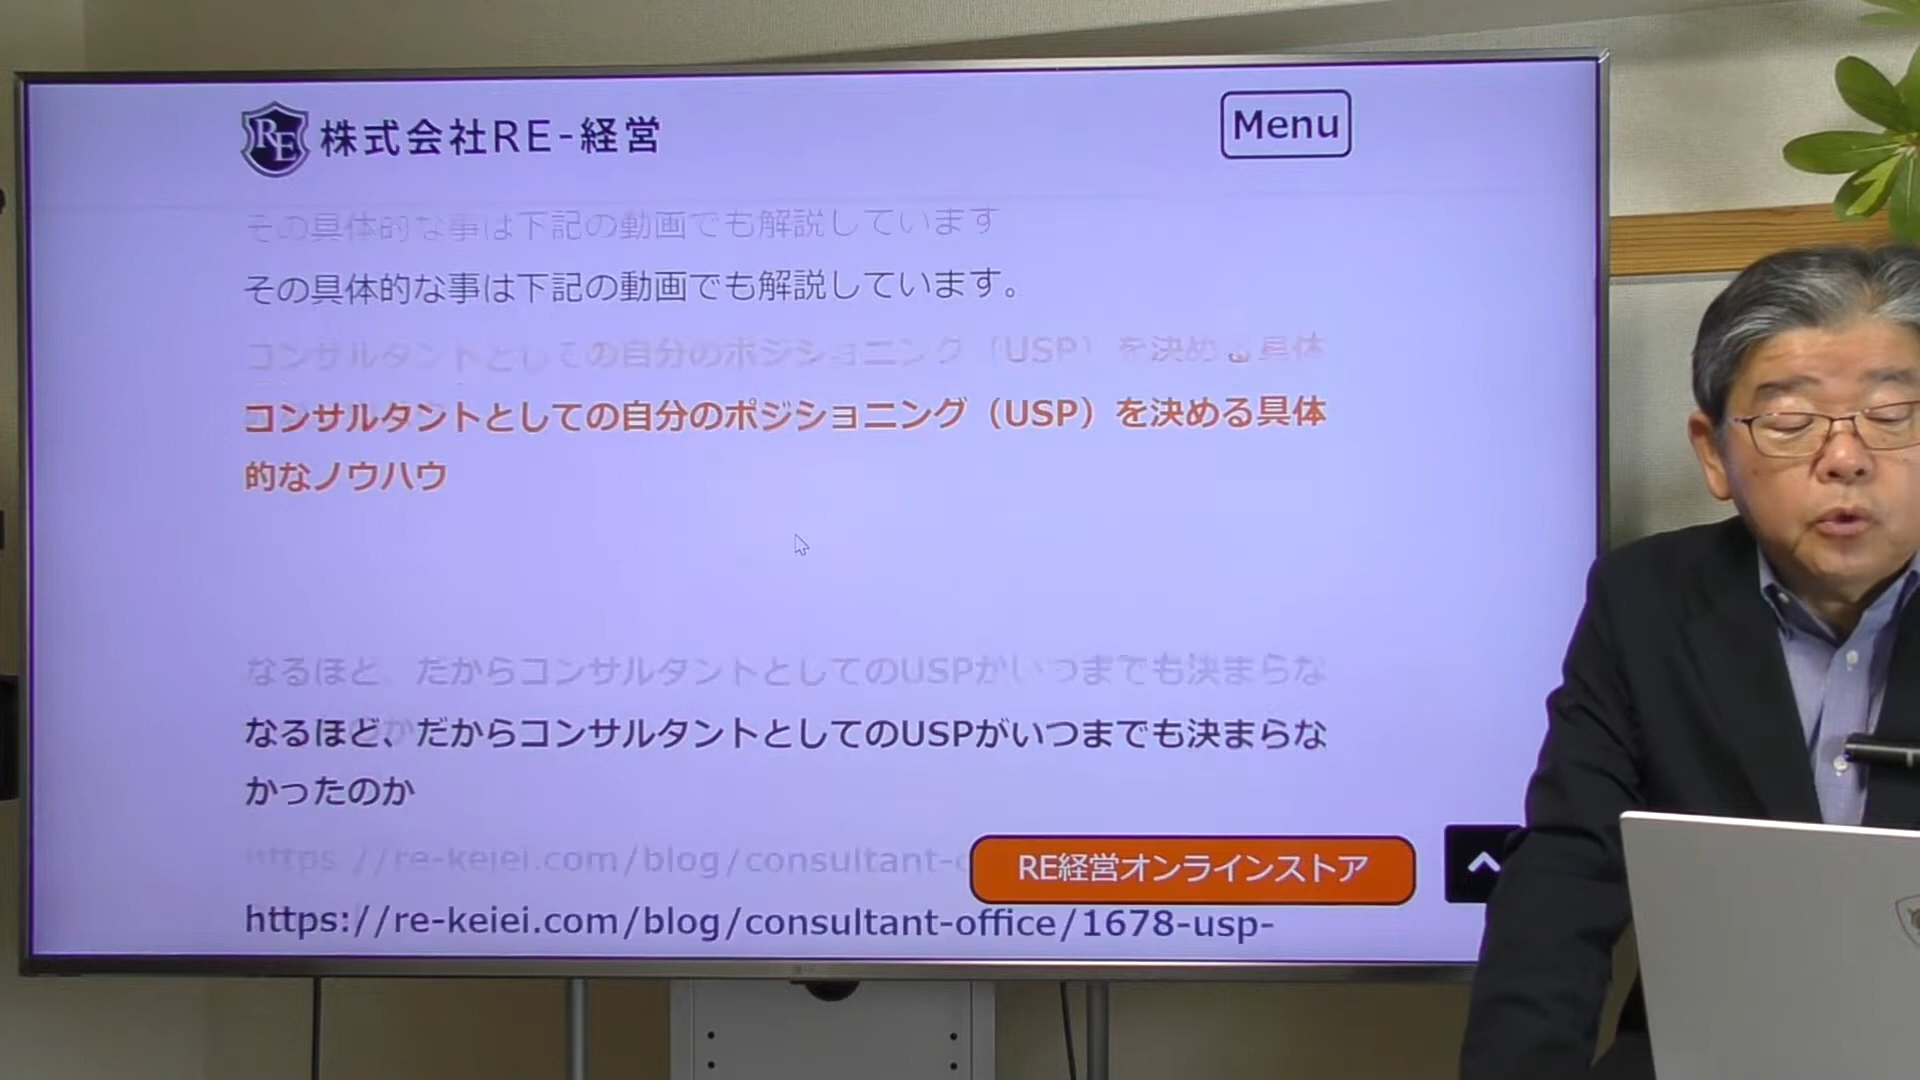 RE 株式会社RE-経営
Menu
その具体的な事は下記の動画でも解説しています
その具体的な事は下記の動画でも解説しています。
コンサルタントとしての自分のポジショニング（USP）を決める具体
コンサルタントとしての自分のポジショニング（USP）を決める具体
的なノウハウ
なるほど、だからコンサルタントとしてのUSPがいつまでも決まらな
なるほど、だからコンサルタントとしてのUSPがいつまでも決まらな
かったのか
https://re-keiei.com/blog/consultant-
RE経営オンラインストア
https://re-keiei.com/blog/consultant-office/1678-usp-